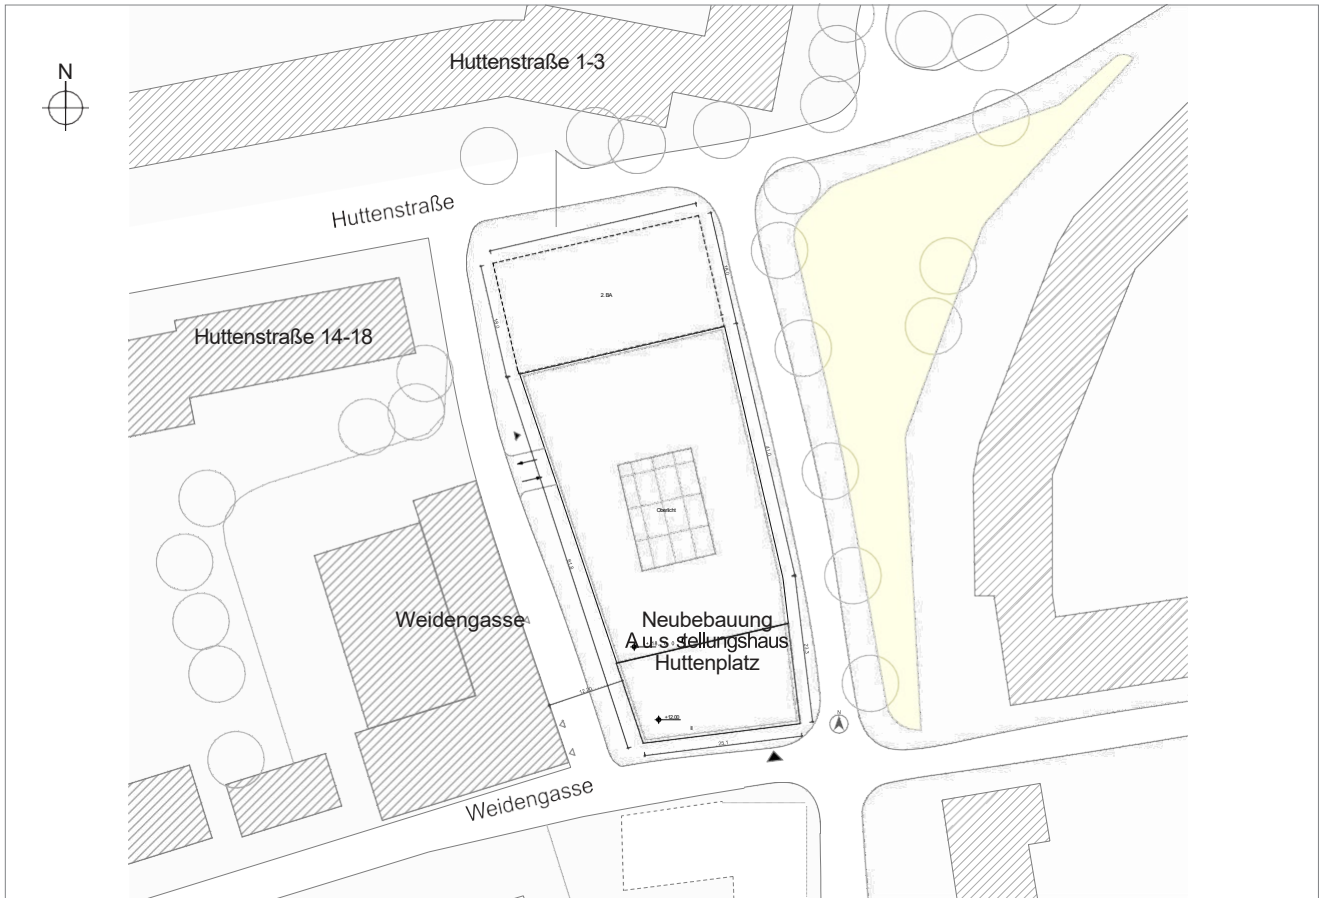 N
Huttenstraße 1-3
Huttenstraße
2. BA
Huttenstraße 14-18
Oberlicht
Weidengasse
Neubebauung
Ausstellungshaus
Huttenplatz
+12.00
N
Weidengasse